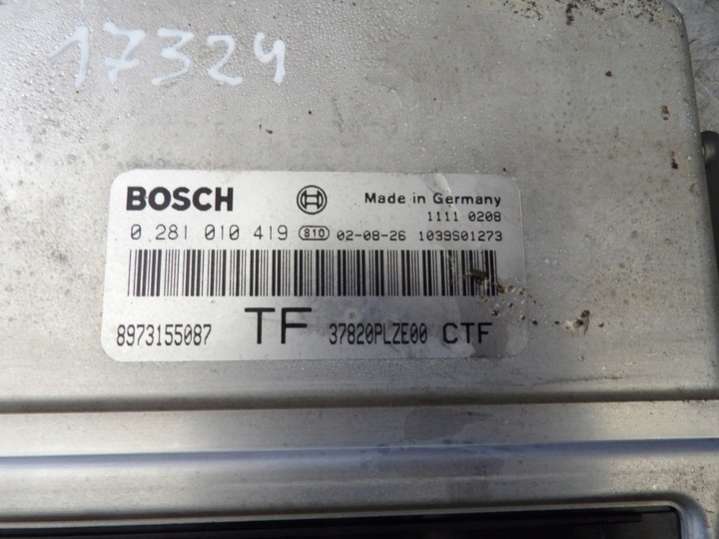 17324
BOSCH Made in Germany
1111 0208
0 281 010 419 810 02-08-26 1039S01273
8973155087 TF 37820PLZE00 CTF